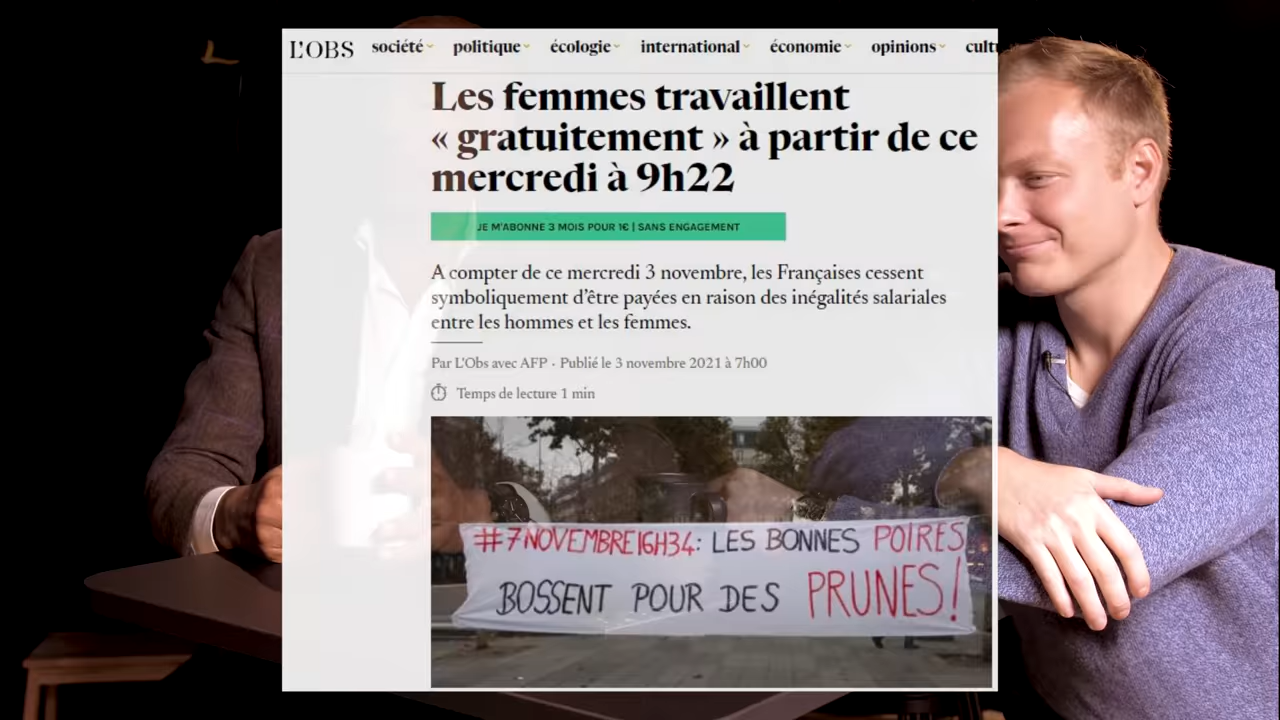 L'OBS société politique écologie international économie opinions cult
Les femmes travaillent
« gratuitement » à partir de ce
mercredi à 9h22
JE M'ABONNE 3 MOIS POUR 1€ | SANS ENGAGEMENT
A compter de ce mercredi 3 novembre, les Françaises cessent
symboliquement d'être payées en raison des inégalités salariales
entre les hommes et les femmes.
Par L'Obs avec AFP · Publié le 3 novembre 2021 à 7h00
Temps de lecture 1 min
#7NOVEMBRE16H34: LES BONNES POIRES
BOSSENT POUR DES PRUNES!